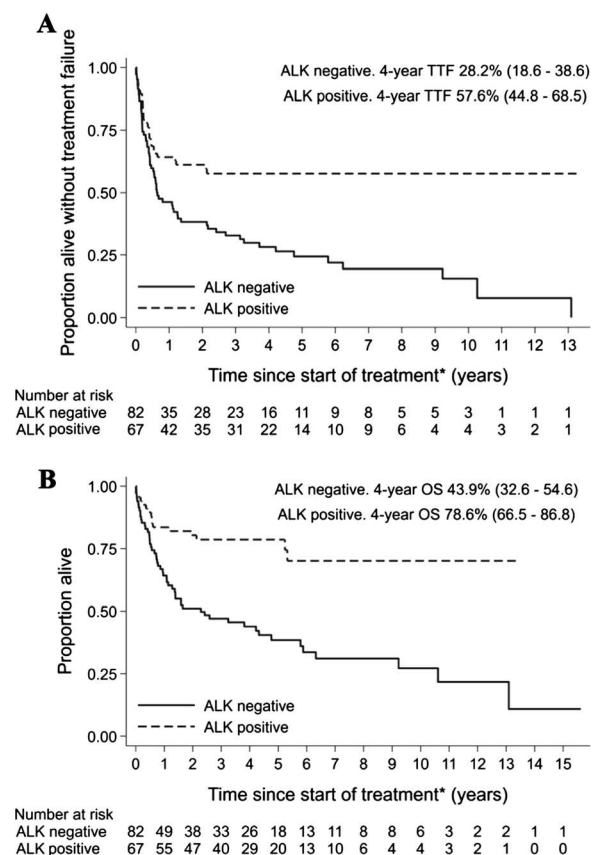 A
ALK negative. 4-year TTF 28.2% (18.6 - 38.6)
ALK positive. 4-year TTF 57.6% (44.8 - 68.5)
Proportion alive without treatment failure
1.00
0.75
0.50
0.25
0.00
ALK negative
ALK positive
0 1 2 3 4 5 6 7 8 9 10 11 12 13
Time since start of treatment* (years)
Number at risk
ALK negative 82 35 28 23 16 11 9 8 5 5 3 1 1 1
ALK positive 67 42 35 31 22 14 10 9 6 4 4 3 2 1
B
ALK negative. 4-year OS 43.9% (32.6 - 54.6)
ALK positive. 4-year OS 78.6% (66.5 - 86.8)
Proportion alive
1.00
0.75
0.50
0.25
0.00
ALK negative
ALK positive
0 1 2 3 4 5 6 7 8 9 10 11 12 13 14 15
Time since start of treatment* (years)
Number at risk
ALK negative 82 49 38 33 26 18 13 11 8 8 6 3 2 2 1 1
ALK positive 67 55 47 40 29 20 13 10 6 4 4 3 2 1 0 0